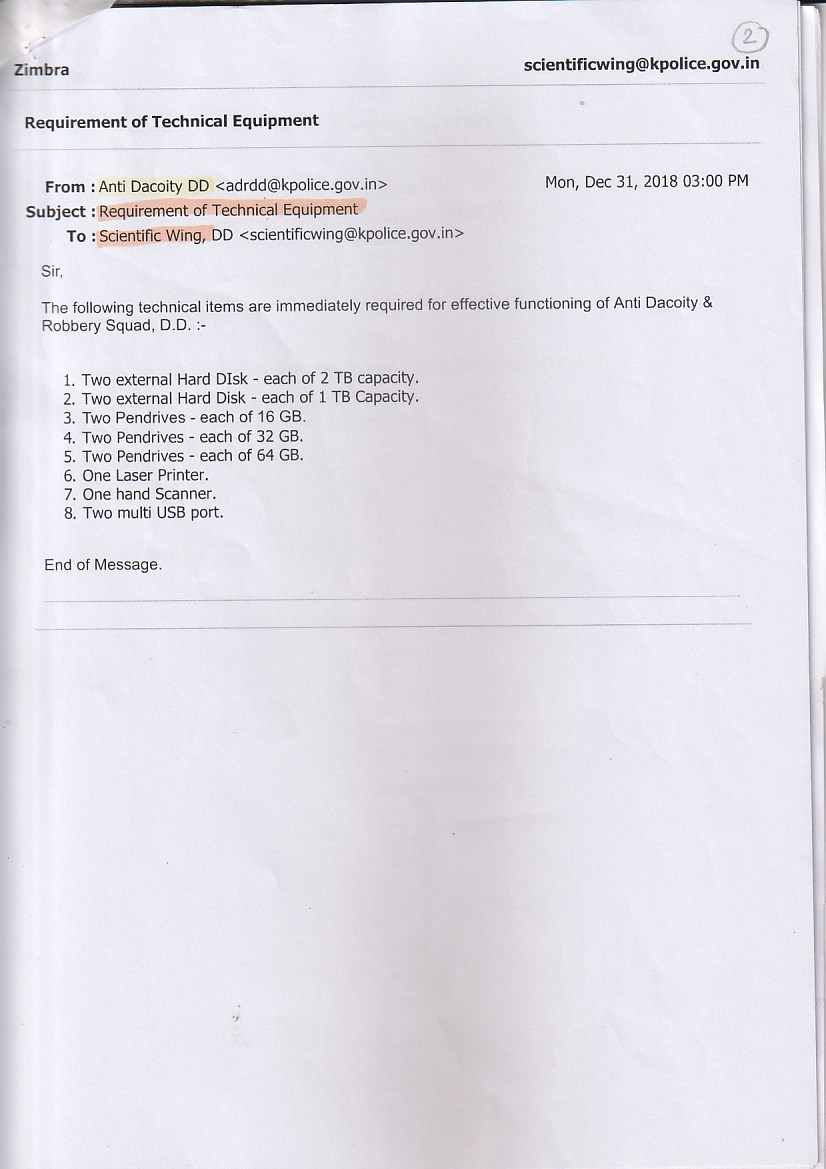 2
Zimbra scientificwing@kpolice.gov.in
Requirement of Technical Equipment
From : Anti Dacoity DD <adrdd@kpolice.gov.in> Mon, Dec 31, 2018 03:00 PM
Subject : Requirement of Technical Equipment
To : Scientific Wing, DD <scientificwing@kpolice.gov.in>
Sir,
The following technical items are immediately required for effective functioning of Anti Dacoity &
Robbery Squad, D.D. :-
1. Two external Hard DIsk - each of 2 TB capacity.
2. Two external Hard Disk - each of 1 TB Capacity.
3. Two Pendrives - each of 16 GB.
4. Two Pendrives - each of 32 GB.
5. Two Pendrives - each of 64 GB.
6. One Laser Printer.
7. One hand Scanner.
8. Two multi USB port.
End of Message.